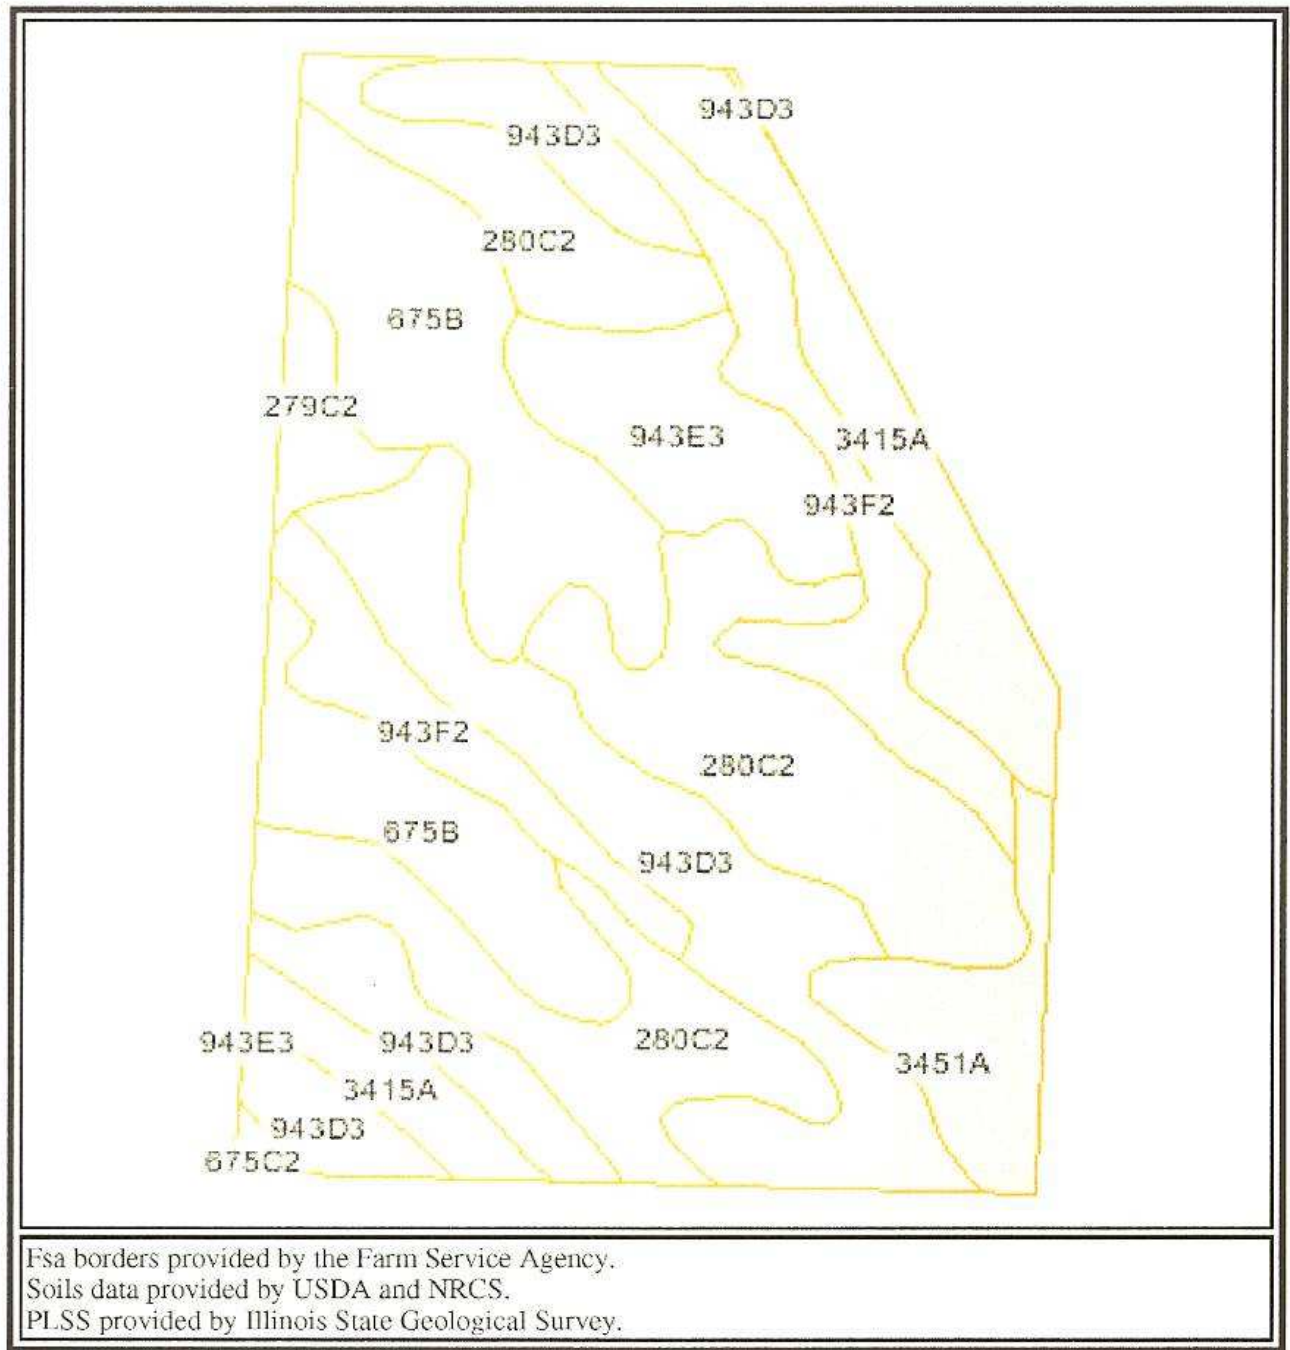 943D3
943D3
280C2
675B
279C2
943E3
3415A
943F2
943F2
280C2
675B
943D3
943E3
943D3
280C2
3451A
3415A
943D3
675C2
Fsa borders provided by the Farm Service Agency.
Soils data provided by USDA and NRCS.
PLSS provided by Illinois State Geological Survey.